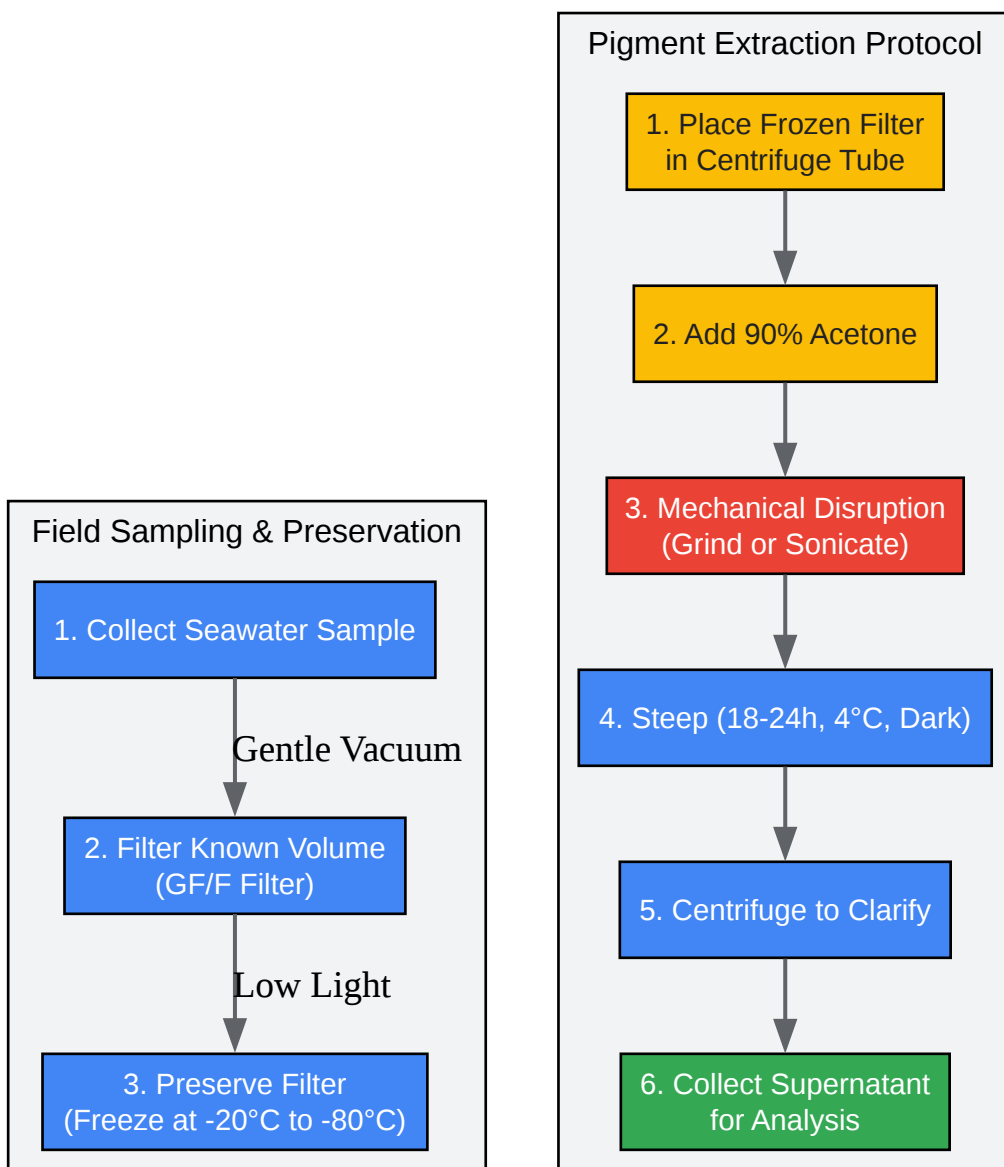 Field Sampling & Preservation
1. Collect Seawater Sample
Gentle Vacuum
2. Filter Known Volume
(GF/F Filter)
Low Light
3. Preserve Filter
(Freeze at -20°C to -80°C)
Pigment Extraction Protocol
1. Place Frozen Filter
in Centrifuge Tube
2. Add 90% Acetone
3. Mechanical Disruption
(Grind or Sonicate)
4. Steep (18-24h, 4°C, Dark)
5. Centrifuge to Clarify
6. Collect Supernatant
for Analysis